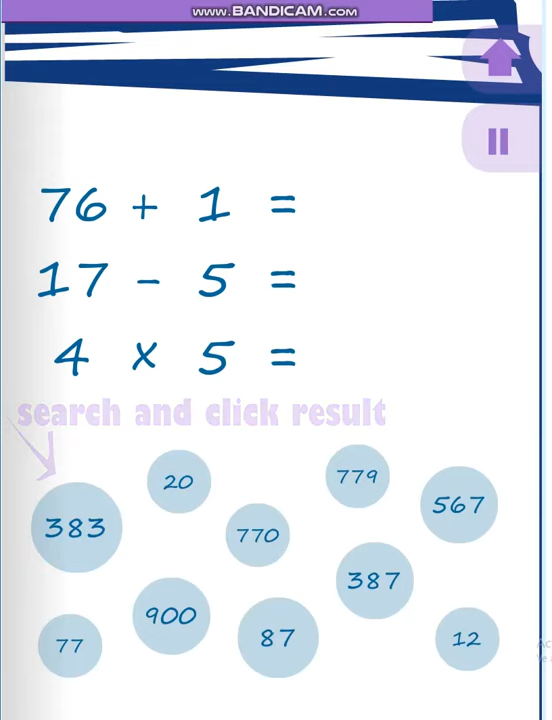 www.BANDICAM.com
76 + 1 =
17 - 5 =
4 x 5 =
search and click result
20
779
567
383
770
387
900
77
87
12